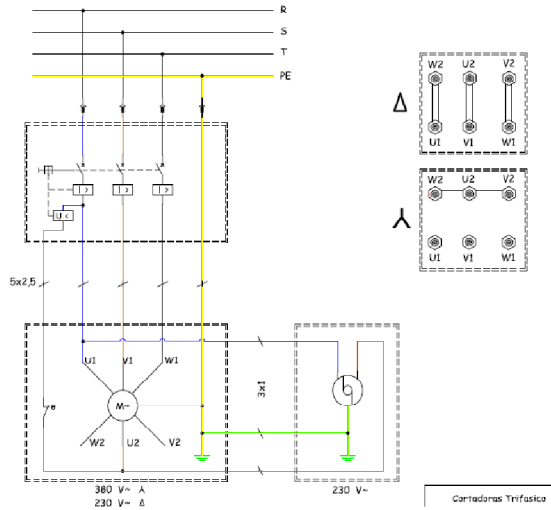 R
S
T
PE
W2 U2 V2
Δ
U1 V1 W1
I> I> I>
U<
W2 U2 V2
U1 V1 W1
5x2,5
U1 V1 W1
3x1
M~
θ
W2 U2 V2
380 V~ ⅄
230 V~ Δ
230 V~
Cortadoras Trifasica